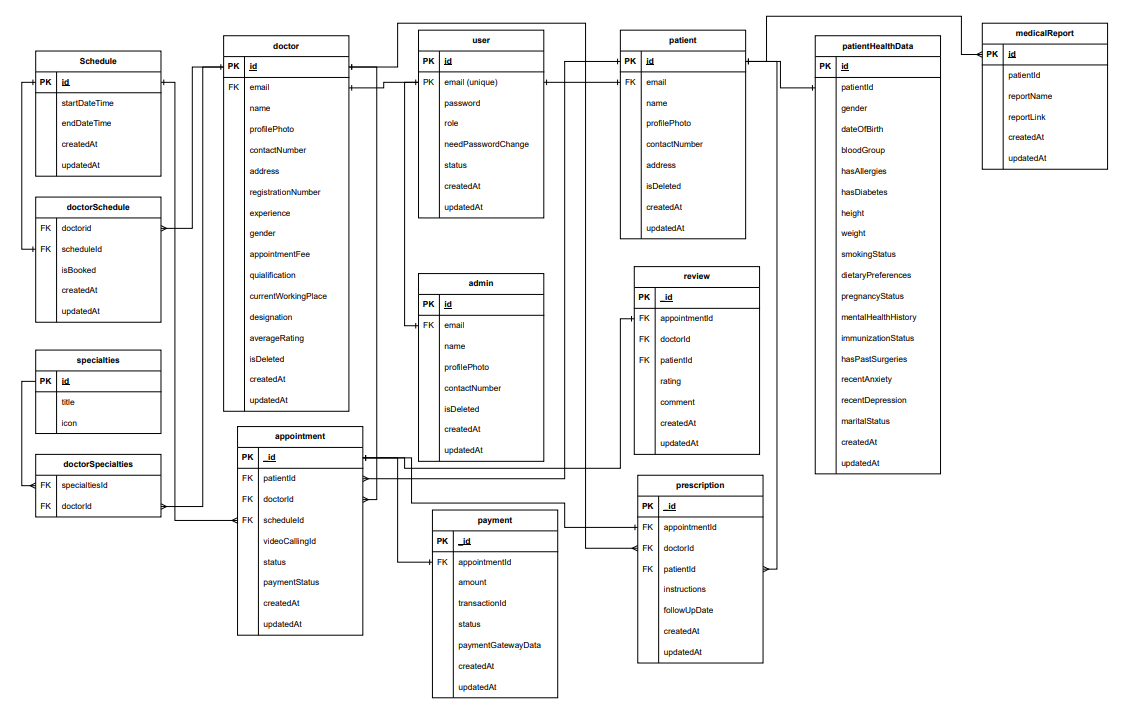 Schedule
PK id
startDateTime
endDateTime
createdAt
updatedAt
doctorSchedule
FK doctorid
FK scheduleId
isBooked
createdAt
updatedAt
specialties
PK id
title
icon
doctorSpecialties
FK specialtiesId
FK doctorId
doctor
PK id
FK email
name
profilePhoto
contactNumber
address
registrationNumber
experience
gender
appointmentFee
quialification
currentWorkingPlace
designation
averageRating
isDeleted
createdAt
updatedAt
appointment
PK _id
FK patientId
FK doctorId
FK scheduleId
videoCallingId
status
paymentStatus
createdAt
updatedAt
user
PK id
PK email (unique)
password
role
needPasswordChange
status
createdAt
updatedAt
admin
PK id
FK email
name
profilePhoto
contactNumber
isDeleted
createdAt
updatedAt
payment
PK _id
FK appointmentId
amount
transactionId
status
paymentGatewayData
createdAt
updatedAt
patient
PK id
FK email
name
profilePhoto
contactNumber
address
isDeleted
createdAt
updatedAt
review
PK _id
FK appointmentId
FK doctorId
FK patientId
rating
comment
createdAt
updatedAt
prescription
PK _id
FK appointmentId
FK doctorId
FK patientId
instructions
followUpDate
createdAt
updatedAt
patientHealthData
PK id
patientId
gender
dateOfBirth
bloodGroup
hasAllergies
hasDiabetes
height
weight
smokingStatus
dietaryPreferences
pregnancyStatus
mentalHealthHistory
immunizationStatus
hasPastSurgeries
recentAnxiety
recentDepression
maritalStatus
createdAt
updatedAt
medicalReport
PK id
patientId
reportName
reportLink
createdAt
updatedAt